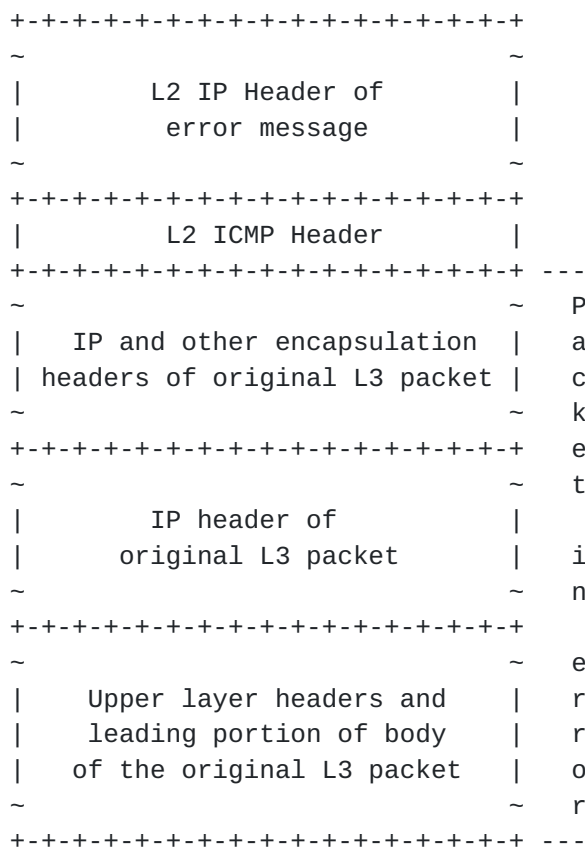 +-+-+-+-+-+-+-+-+-+-+-+-+-+-+-+-+
~                               ~
|        L2 IP Header of        |
|         error message         |
~                               ~
+-+-+-+-+-+-+-+-+-+-+-+-+-+-+-+-+
|         L2 ICMP Header        |
+-+-+-+-+-+-+-+-+-+-+-+-+-+-+-+-+ ---
~                               ~   P
|   IP and other encapsulation  |   a
| headers of original L3 packet |   c
~                               ~   k
+-+-+-+-+-+-+-+-+-+-+-+-+-+-+-+-+   e
~                               ~   t
|        IP header of           |
|      original L3 packet       |   i
~                               ~   n
+-+-+-+-+-+-+-+-+-+-+-+-+-+-+-+-+
~                               ~   e
|    Upper layer headers and    |   r
|    leading portion of body    |   r
|   of the original L3 packet   |   o
~                               ~   r
+-+-+-+-+-+-+-+-+-+-+-+-+-+-+-+-+ ---